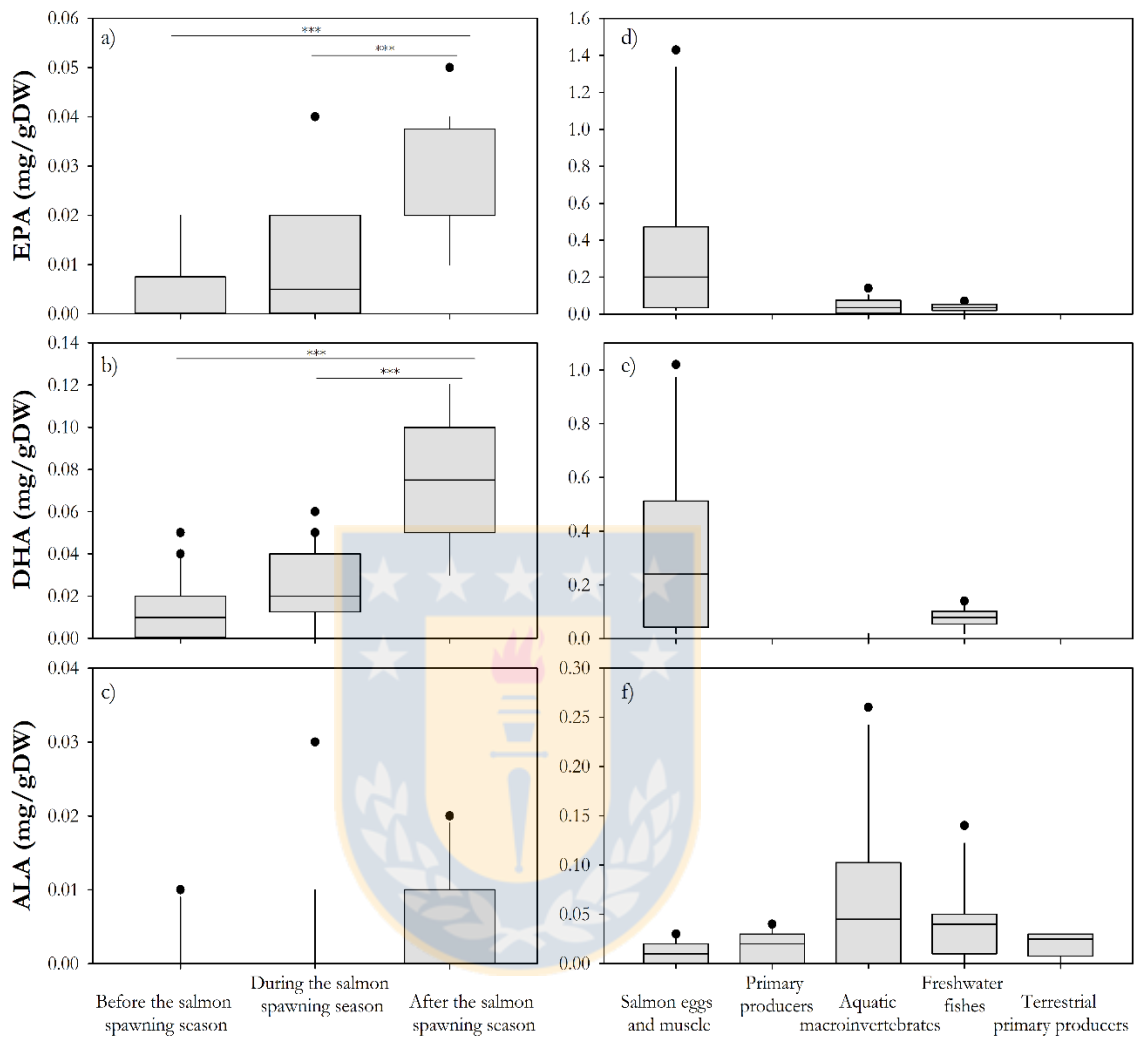 a)
***
***
EPA (mg/gDW)
0.06
0.05
0.04
0.03
0.02
0.01
0.00
d)
1.6
1.4
1.2
1.0
0.8
0.6
0.4
0.2
0.0
b)
***
***
DHA (mg/gDW)
0.14
0.12
0.10
0.08
0.06
0.04
0.02
0.00
e)
1.0
0.8
0.6
0.4
0.2
0.0
c)
ALA (mg/gDW)
0.04
0.03
0.02
0.01
0.00
f)
0.30
0.25
0.20
0.15
0.10
0.05
0.00
Before the salmon
spawning season
During the salmon
spawning season
After the salmon
spawning season
Salmon eggs
and muscle
Primary
producers
Aquatic
macroinvertebrates
Freshwater
fishes
Terrestrial
primary producers